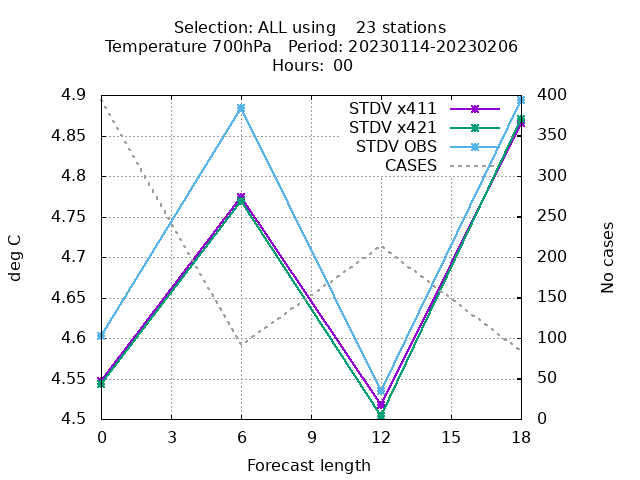 Selection: ALL using    23 stations
Temperature 700hPa   Period: 20230114-20230206
Hours:  00
4.9
4.85
4.8
4.75
4.7
4.65
4.6
4.55
4.5
deg C
STDV x411
STDV x421
STDV OBS
CASES
400
350
300
250
200
150
100
50
0
No cases
0 3 6 9 12 15 18
Forecast length